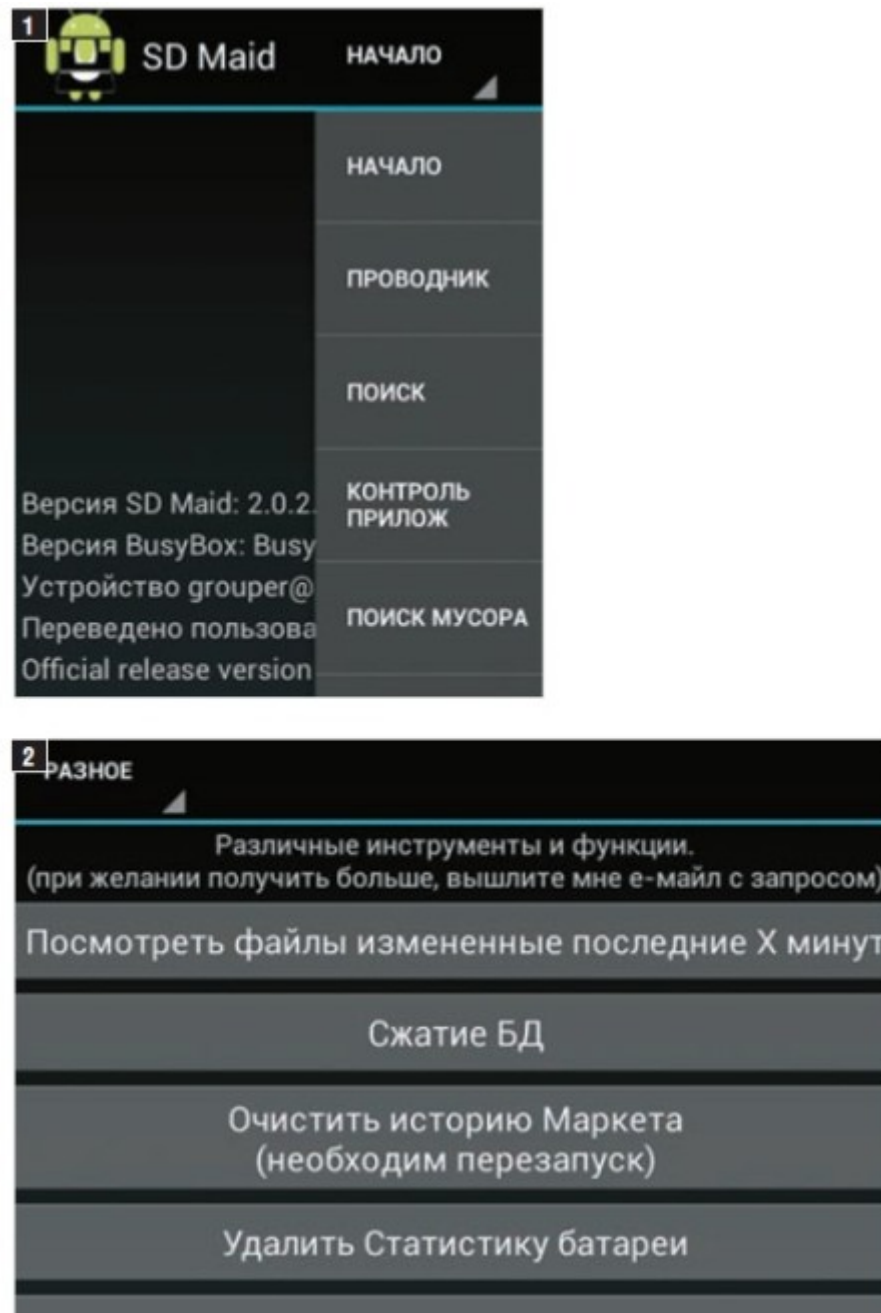 1
SD Maid
НАЧАЛО
НАЧАЛО
ПРОВОДНИК
ПОИСК
КОНТРОЛЬ
ПРИЛОЖ
ПОИСК МУСОРА
Версия SD Maid: 2.0.2.
Версия BusyBox: Busy
Устройство grouper@
Переведено пользова
Official release version
2
РАЗНОЕ
Различные инструменты и функции.
(при желании получить больше, вышлите мне е-майл с запросом)
Посмотреть файлы измененные последние X минут
Сжатие БД
Очистить историю Маркета
(необходим перезапуск)
Удалить Статистику батареи